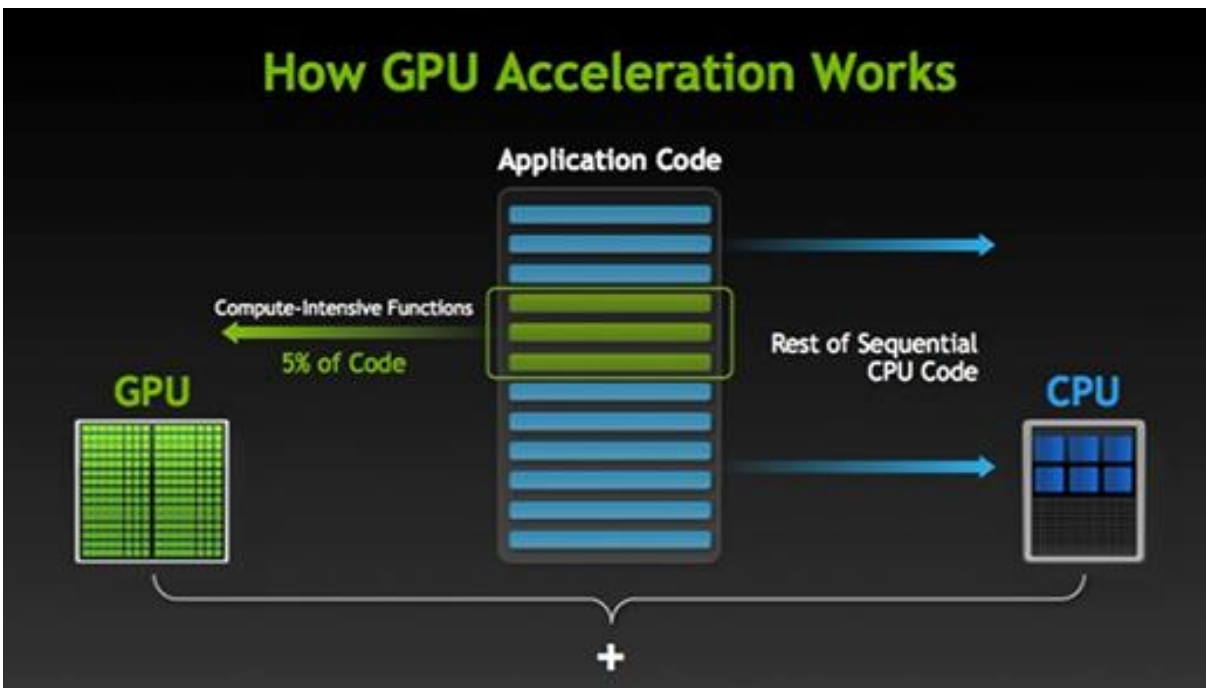 How GPU Acceleration Works
Application Code
Compute-Intensive Functions
5% of Code
Rest of Sequential
CPU Code
GPU
CPU
+